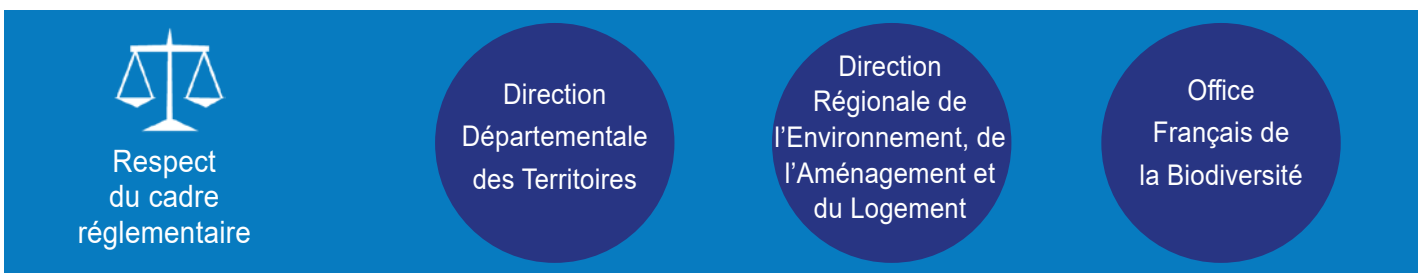 Respect
du cadre
réglementaire
Direction
Départementale
des Territoires
Direction
Régionale de
l'Environnement, de
l'Aménagement et
du Logement
Office
Français de
la Biodiversité